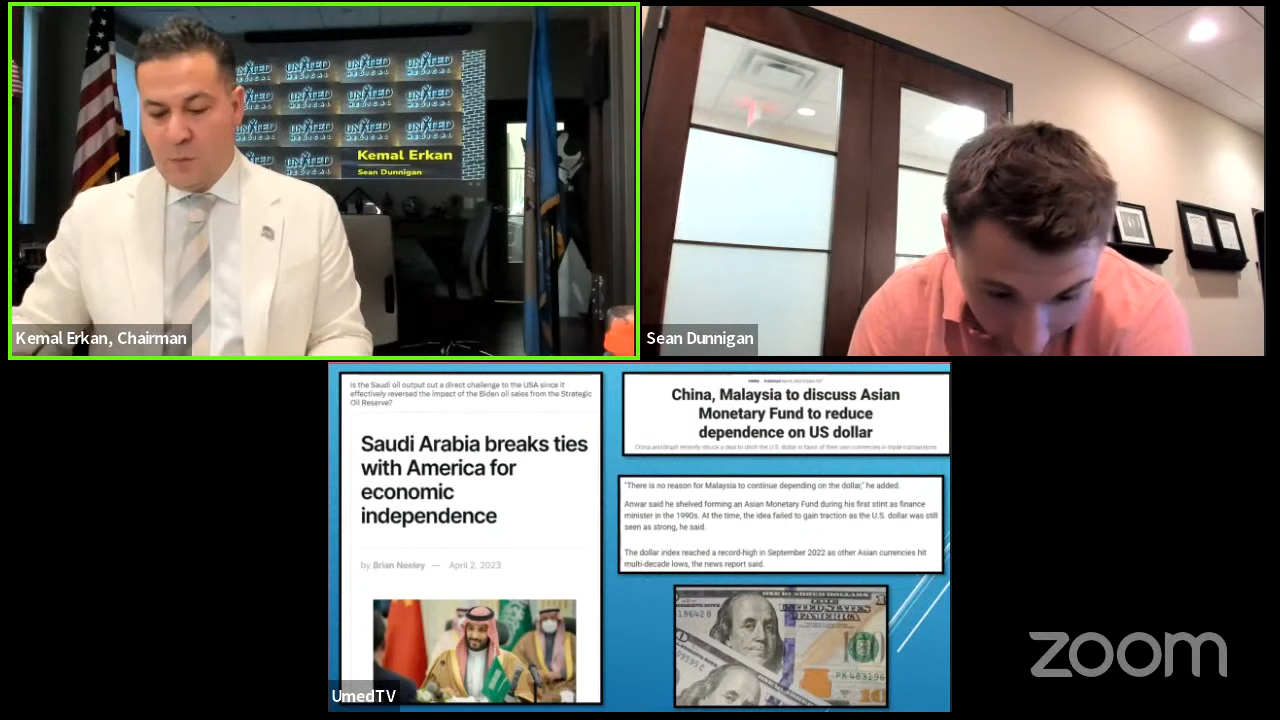 UNITED
MEDICAL
Kemal Erkan
Sean Dunnigan
Kemal Erkan, Chairman
Sean Dunnigan
Is the Saudi oil output cut a direct challenge to the USA since it
effectively reversed the impact of the Biden oil sales from the Strategic
Oil Reserve?
Saudi Arabia breaks ties
with America for
economic
independence
by Brian Neeley — April 2, 2023
UmedTV
China, Malaysia to discuss Asian
Monetary Fund to reduce
dependence on US dollar
China and Brazil recently struck a deal to ditch the U.S. dollar in favor of their own currencies in trade transactions
"There is no reason for Malaysia to continue depending on the dollar," he added.
Anwar said he shelved forming an Asian Monetary Fund during his first stint as finance
minister in the 1990s. At the time, the idea failed to gain traction as the U.S. dollar was still
seen as strong, he said.
The dollar index reached a record-high in September 2022 as other Asian currencies hit
multi-decade lows, the news report said.
UNITED STATES
OF AMERICA
100
zoom